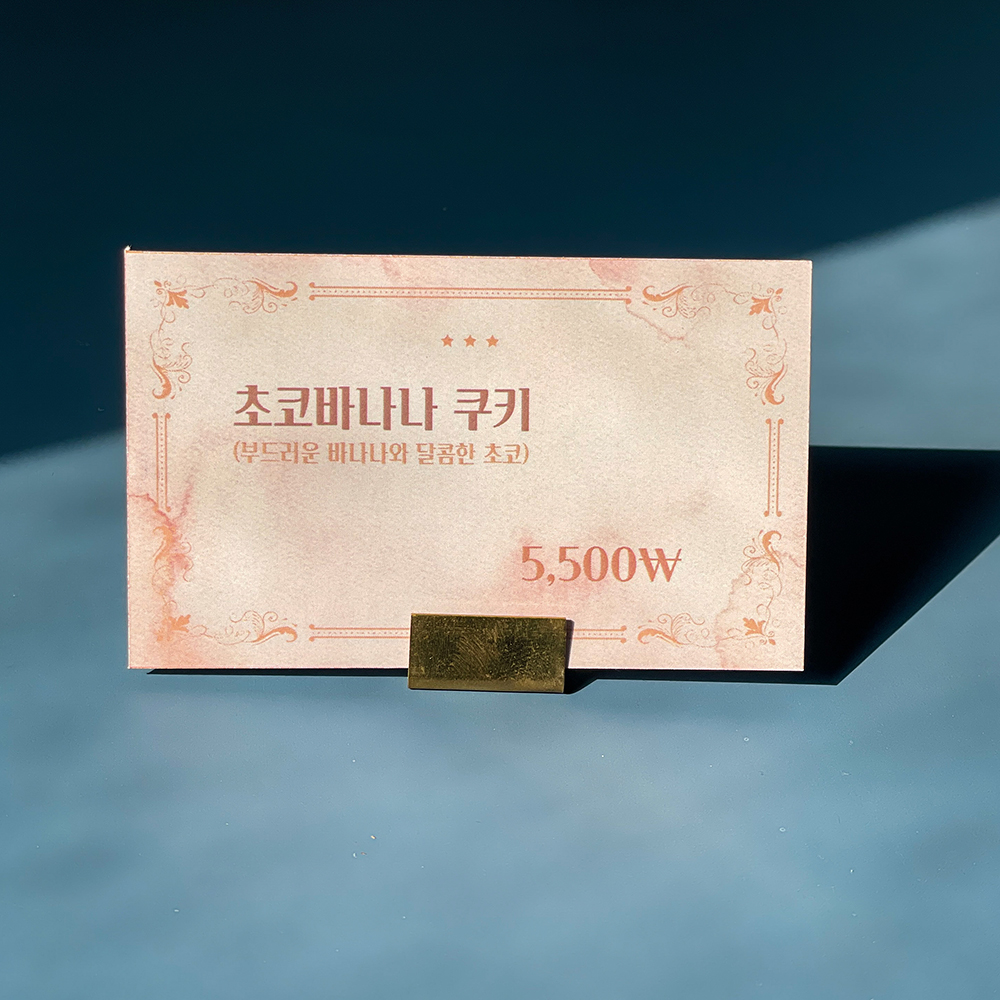 초코바나나 쿠키
(부드러운 바나나와 달콤한 초코)
5,500₩